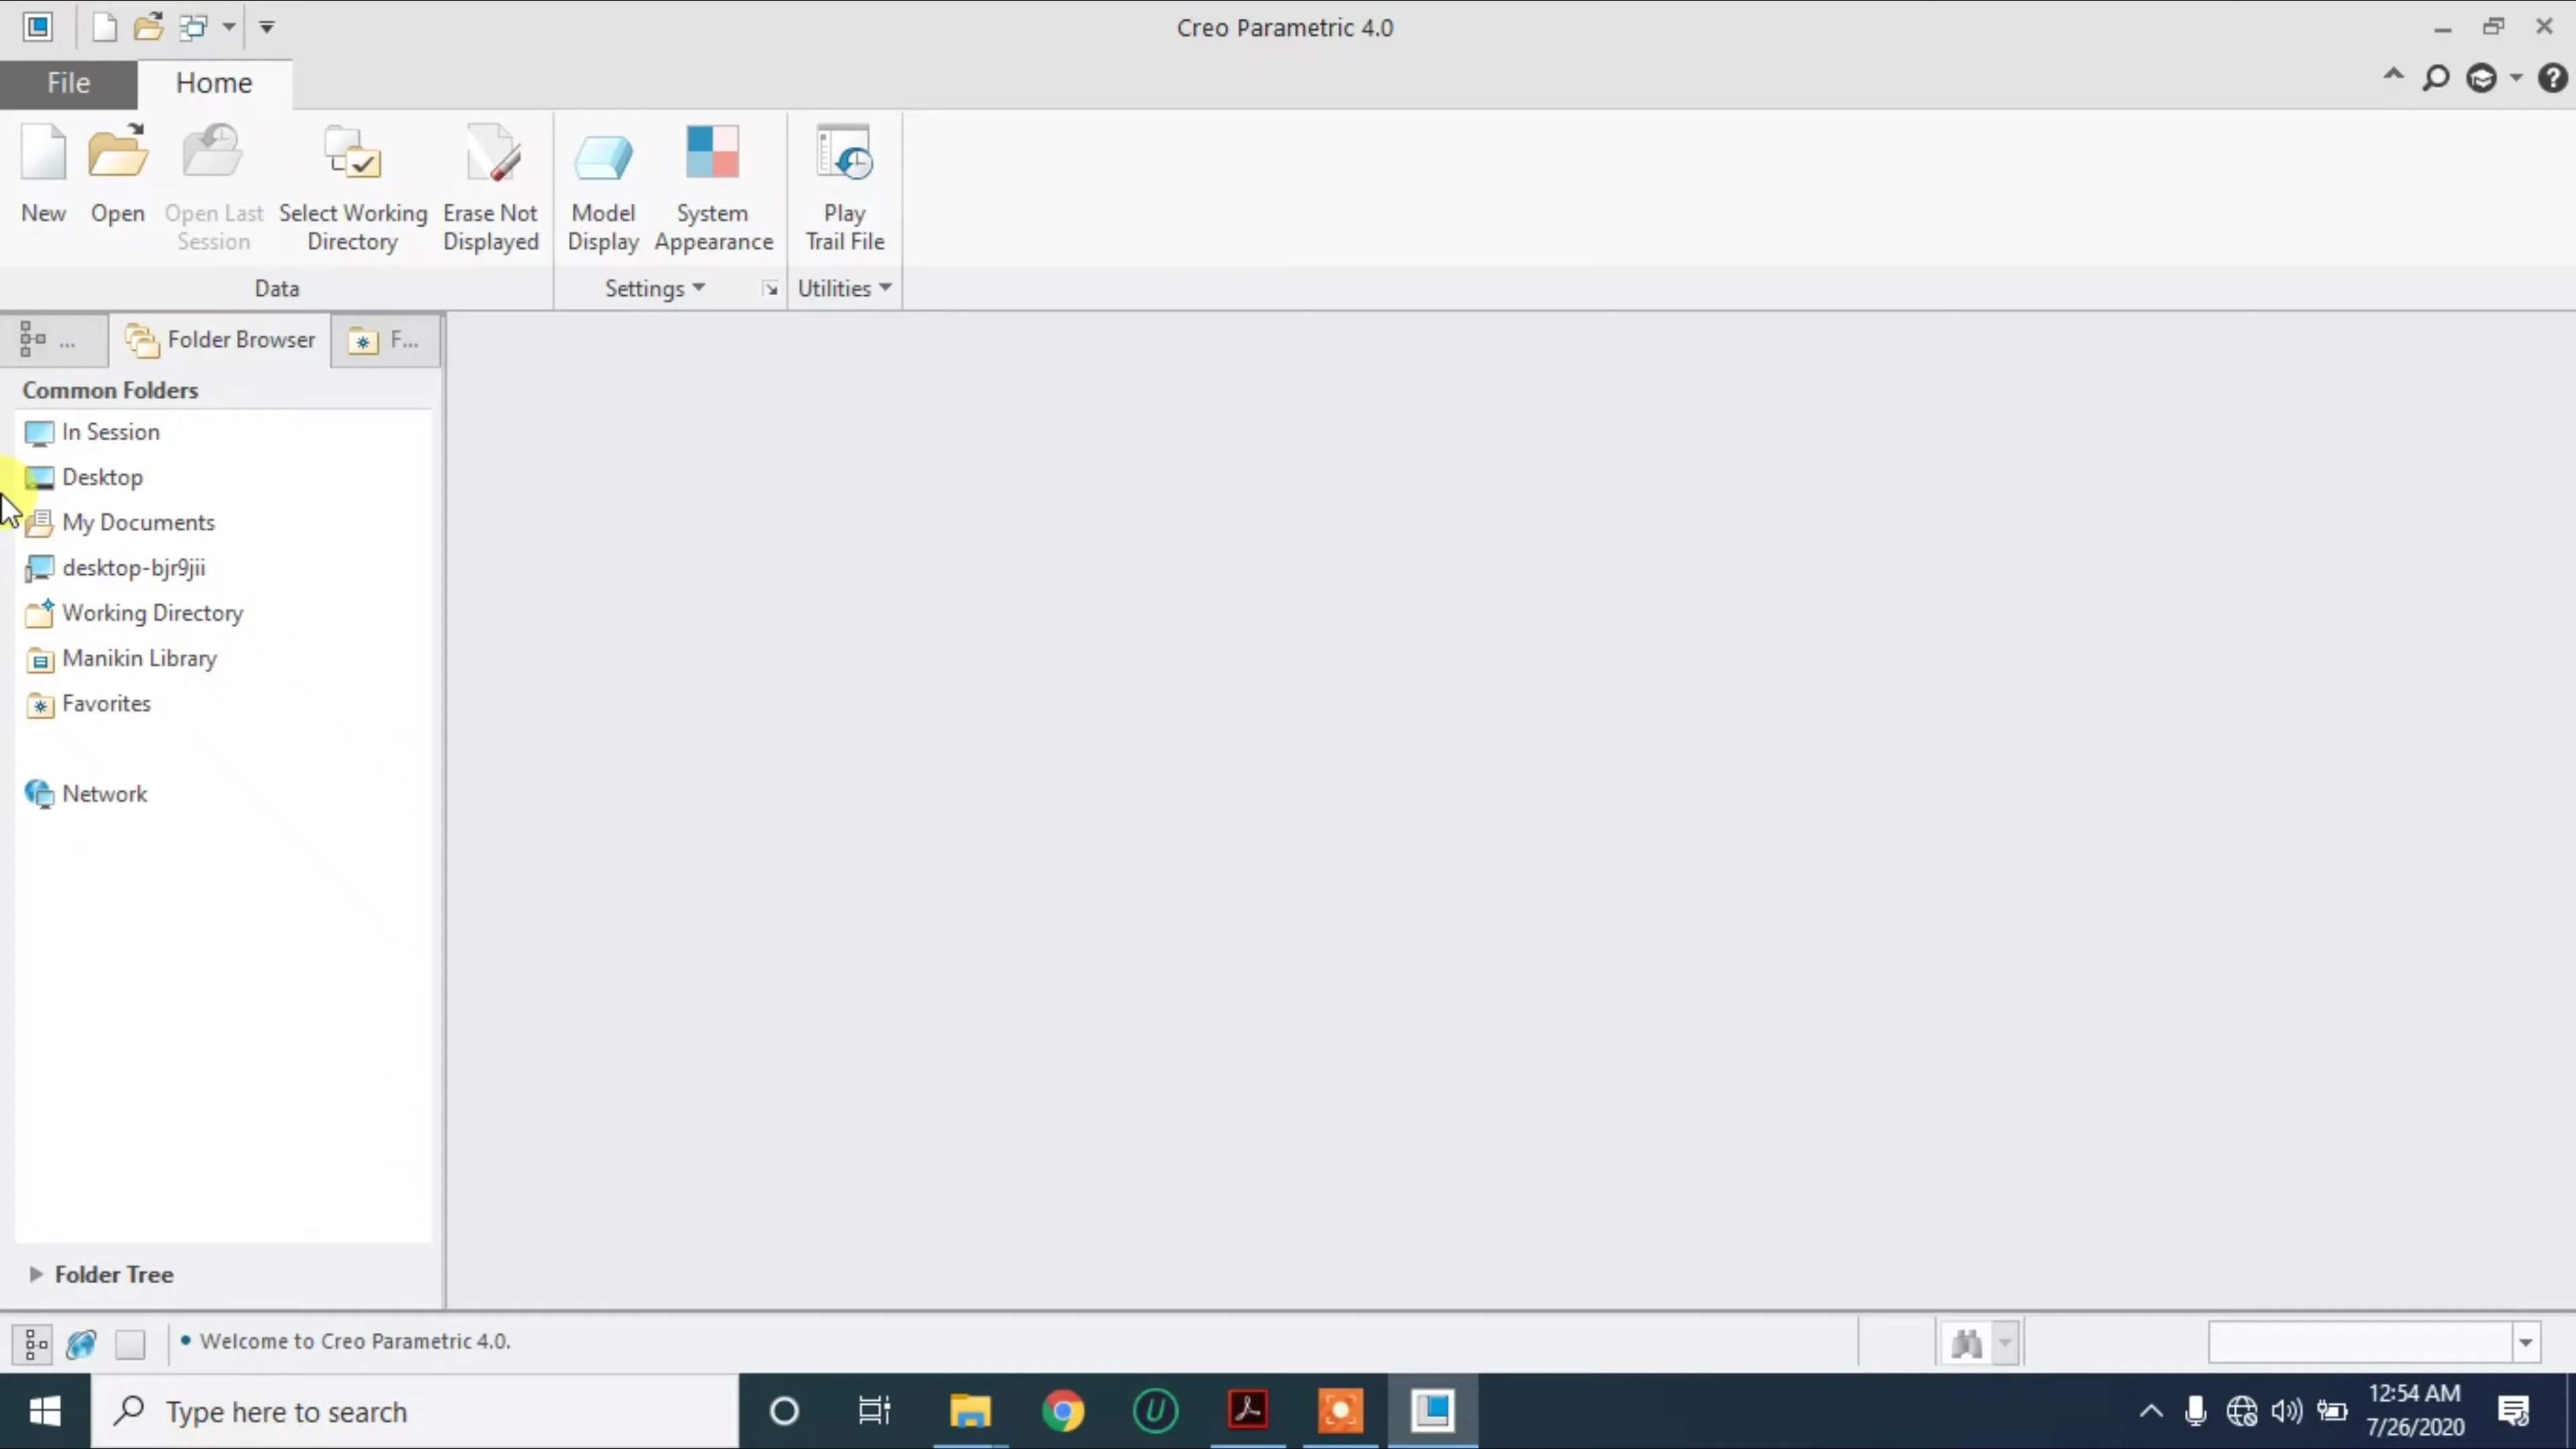 Creo Parametric 4.0
File
Home
New
Open
Open Last
Session
Select Working
Directory
Erase Not
Displayed
Model
Display
System
Appearance
Play
Trail File
Data
Settings
Utilities
...
Folder Browser
F...
Common Folders
In Session
Desktop
My Documents
desktop-bjr9jii
Working Directory
Manikin Library
Favorites
Network
Folder Tree
• Welcome to Creo Parametric 4.0.
Type here to search
12:54 AM
7/26/2020